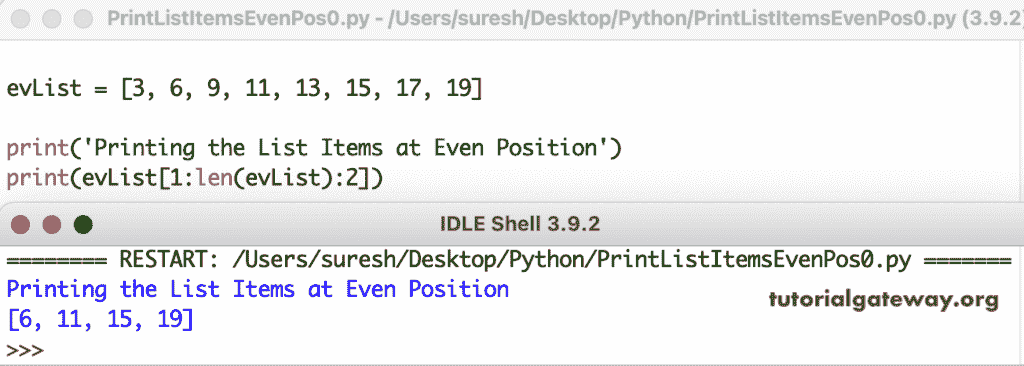 PrintListItemsEvenPos0.py - /Users/suresh/Desktop/Python/PrintListItemsEvenPos0.py (3.9.2)
evList = [3, 6, 9, 11, 13, 15, 17, 19]
print('Printing the List Items at Even Position')
print(evList[1:len(evList):2])
IDLE Shell 3.9.2
======== RESTART: /Users/suresh/Desktop/Python/PrintListItemsEvenPos0.py =======
Printing the List Items at Even Position
tutorialgateway.org
[6, 11, 15, 19]
>>>